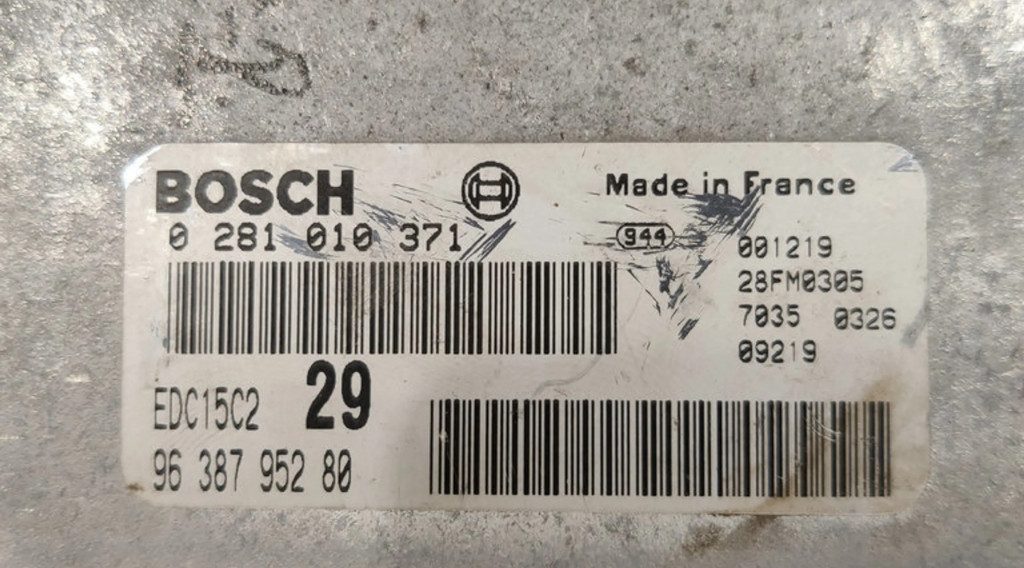 BOSCH
Made in France
0 281 010 371
944
001219
28FM0305
7035 0326
09219
EDC15C2 29
96 387 952 80